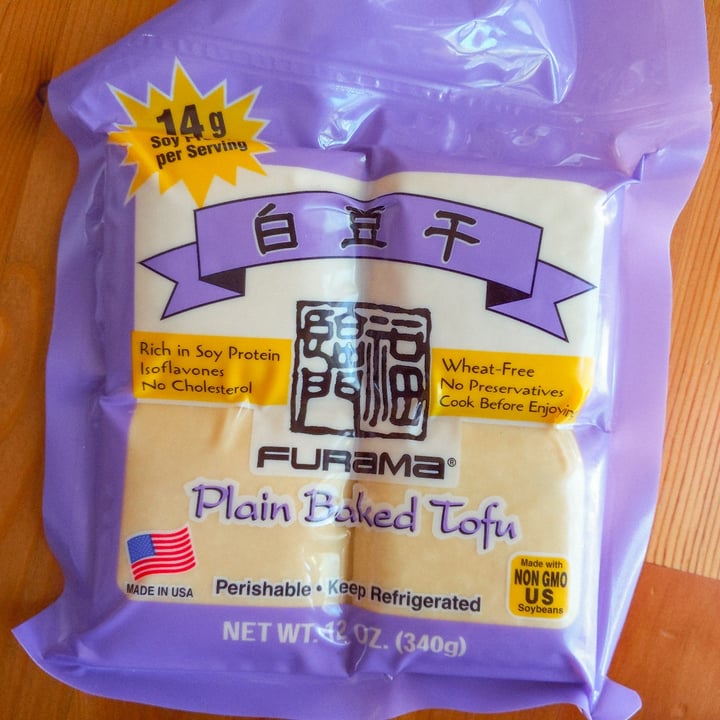 14g
Soy
per Serving
白豆干
Rich in Soy Protein
Isoflavones
No Cholesterol
Wheat-Free
No Preservatives
Cook Before Enjoyin
FURAMA®
Plain Baked Tofu
MADE IN USA
Perishable • Keep Refrigerated
Made with
NON GMO
US
Soybeans
NET WT. 12 OZ. (340g)